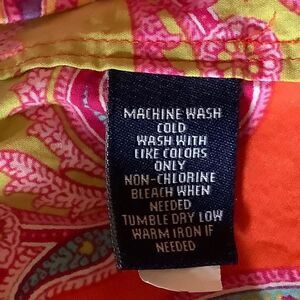 MACHINE WASH
COLD
WASH WITH
LIKE COLORS
ONLY
NON-CHLORINE
BLEACH WHEN
NEEDED
TUMBLE DRY LOW
WARM IRON IF
NEEDED